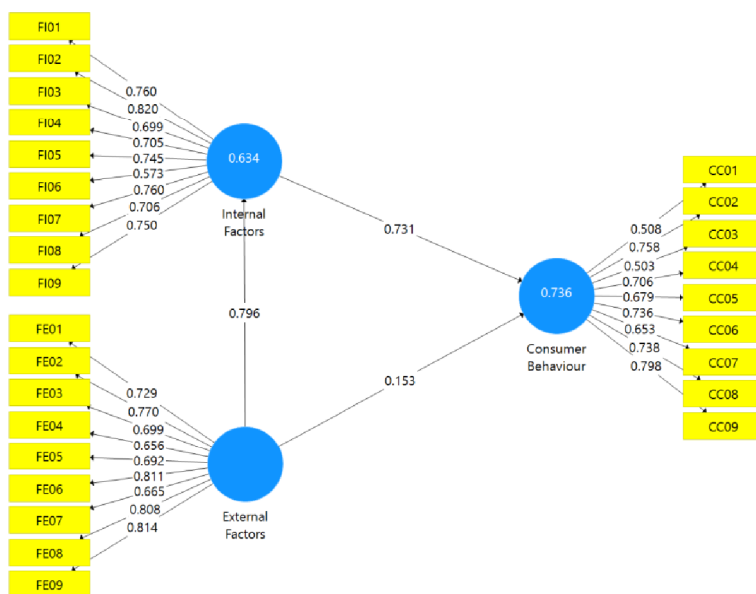 FI01
FI02
FI03
FI04
FI05
FI06
FI07
FI08
FI09
0.760
0.820
0.699
0.705
0.745
0.573
0.760
0.706
0.750
0.634
Internal
Factors
0.731
0.796
0.153
FE01
FE02
FE03
FE04
FE05
FE06
FE07
FE08
FE09
0.729
0.770
0.699
0.656
0.692
0.811
0.665
0.808
0.814
External
Factors
0.736
Consumer
Behaviour
0.508
0.758
0.503
0.706
0.679
0.736
0.653
0.738
0.798
CC01
CC02
CC03
CC04
CC05
CC06
CC07
CC08
CC09